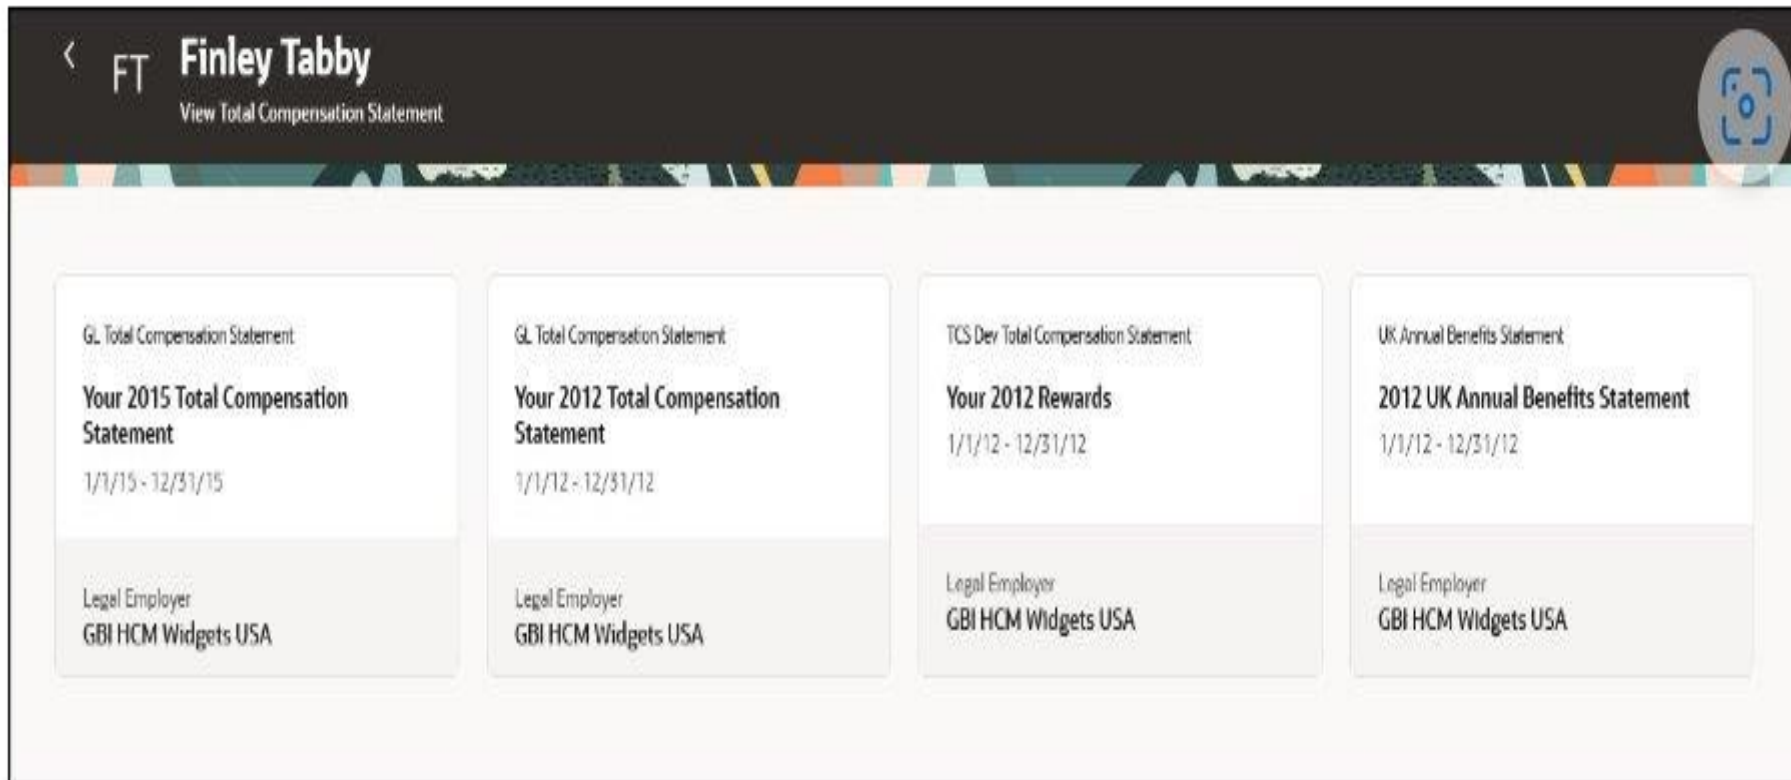 FT
Finley Tabby
View Total Compensation Statement
GL Total Compensation Statement
Your 2015 Total Compensation
Statement
1/1/15 - 12/31/15
Legal Employer
GBI HCM Widgets USA
GL Total Compensation Statement
Your 2012 Total Compensation
Statement
1/1/12 - 12/31/12
Legal Employer
GBI HCM Widgets USA
TCS Dev Total Compensation Statement
Your 2012 Rewards
1/1/12 - 12/31/12
Legal Employer
GBI HCM Widgets USA
UK Annual Benefits Statement
2012 UK Annual Benefits Statement
1/1/12 - 12/31/12
Legal Employer
GBI HCM Widgets USA